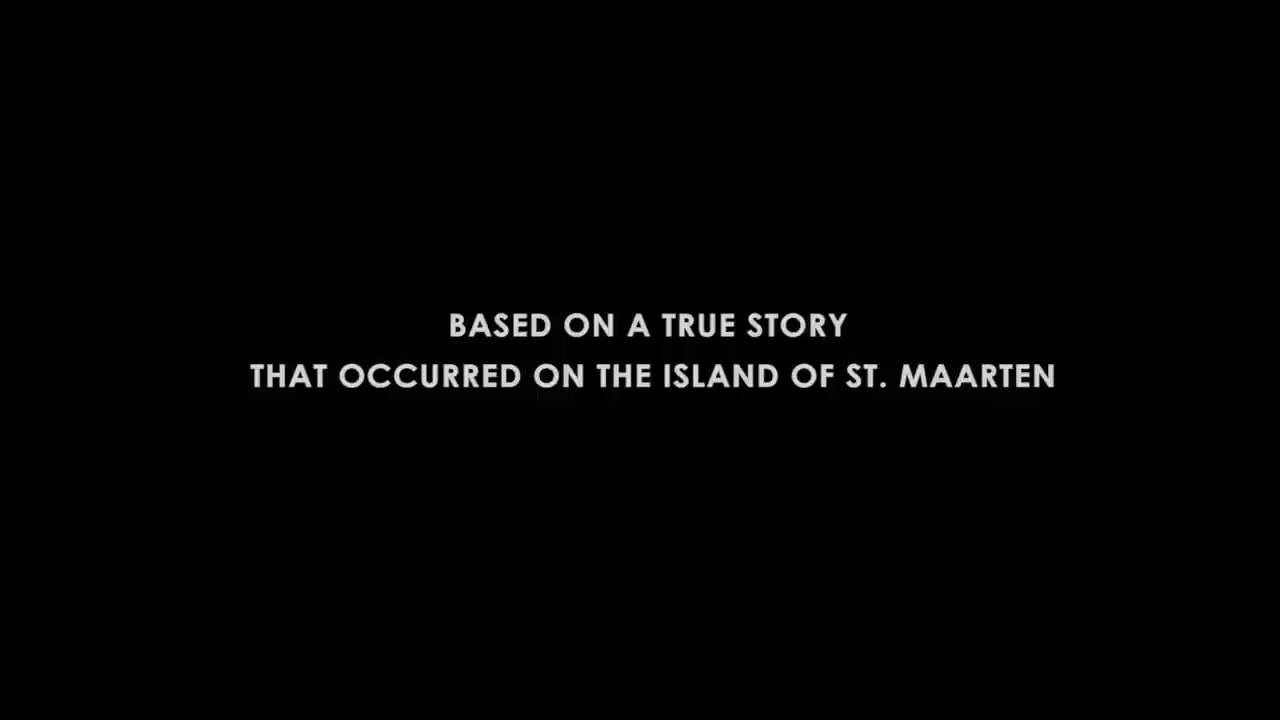 BASED ON A TRUE STORY
THAT OCCURRED ON THE ISLAND OF ST. MAARTEN